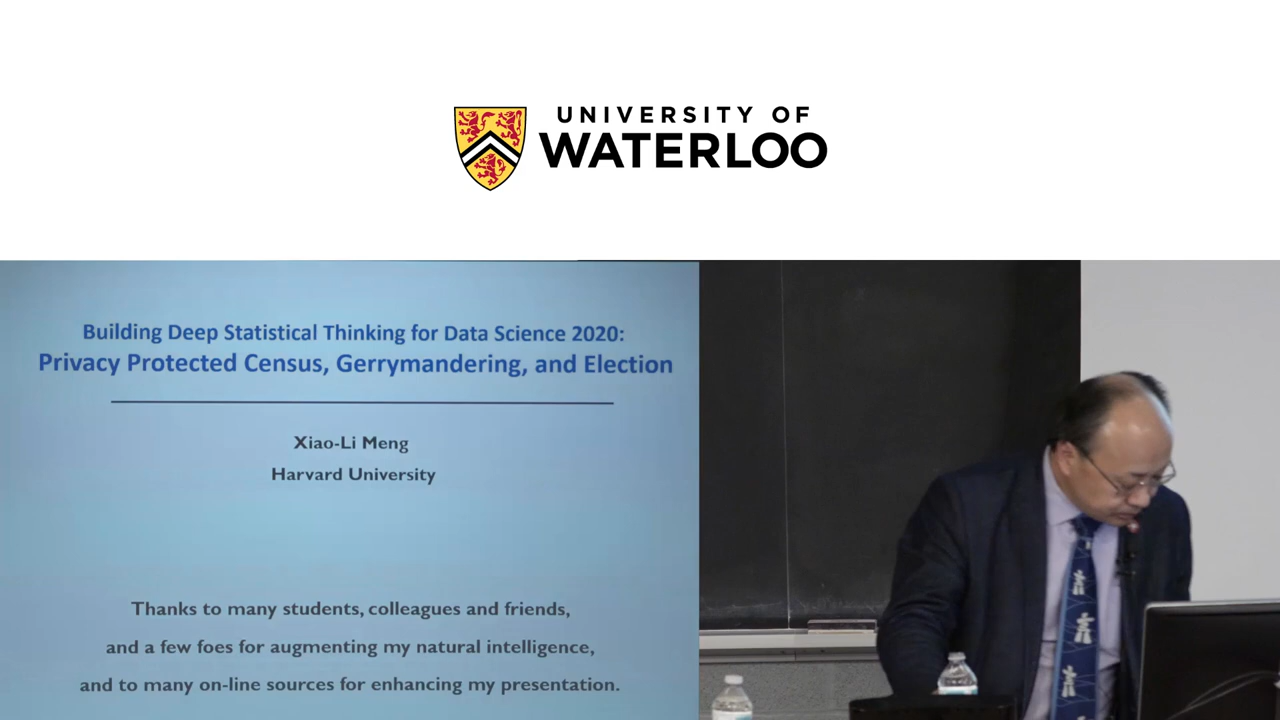 UNIVERSITY OF
WATERLOO
Building Deep Statistical Thinking for Data Science 2020:
Privacy Protected Census, Gerrymandering, and Election
Xiao-Li Meng
Harvard University
Thanks to many students, colleagues and friends,
and a few foes for augmenting my natural intelligence,
and to many on-line sources for enhancing my presentation.